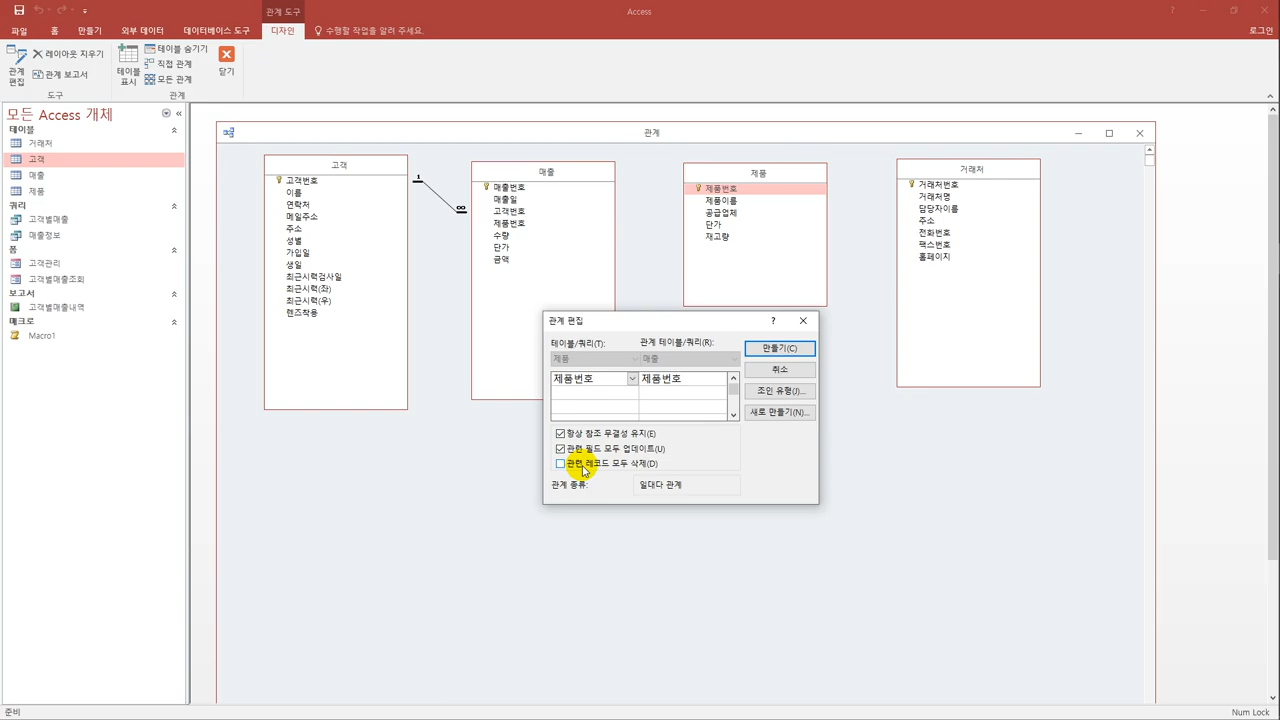 관계 도구
Access
파일
홈
만들기
외부 데이터
데이터베이스 도구
디자인
수행할 작업을 알려 주세요.
로그인
관계
편집
레이아웃 지우기
관계 보고서
도구
테이블
표시
테이블 숨기기
직접 관계
모든 관계
관계
닫기
모든 Access 개체
테이블
거래처
고객
매출
제품
쿼리
고객별매출
매출정보
폼
고객관리
고객별매출조회
보고서
고객별매출내역
매크로
Macro1
관계
고객
고객번호
이름
연락처
메일주소
주소
성별
가입일
생일
최근시력검사일
최근시력(좌)
최근시력(우)
렌즈착용
1
∞
매출
매출번호
매출일
고객번호
제품번호
수량
단가
금액
제품
제품번호
제품이름
공급업체
단가
재고량
거래처
거래처번호
거래처명
담당자이름
주소
전화번호
팩스번호
홈페이지
관계 편집
?
테이블/쿼리(T):
관계 테이블/쿼리(R):
제품
매출
제품번호
제품번호
만들기(C)
취소
조인 유형(J)...
새로 만들기(N)...
항상 참조 무결성 유지(E)
관련 필드 모두 업데이트(U)
관련 레코드 모두 삭제(D)
관계 종류:
일대다 관계
준비
Num Lock